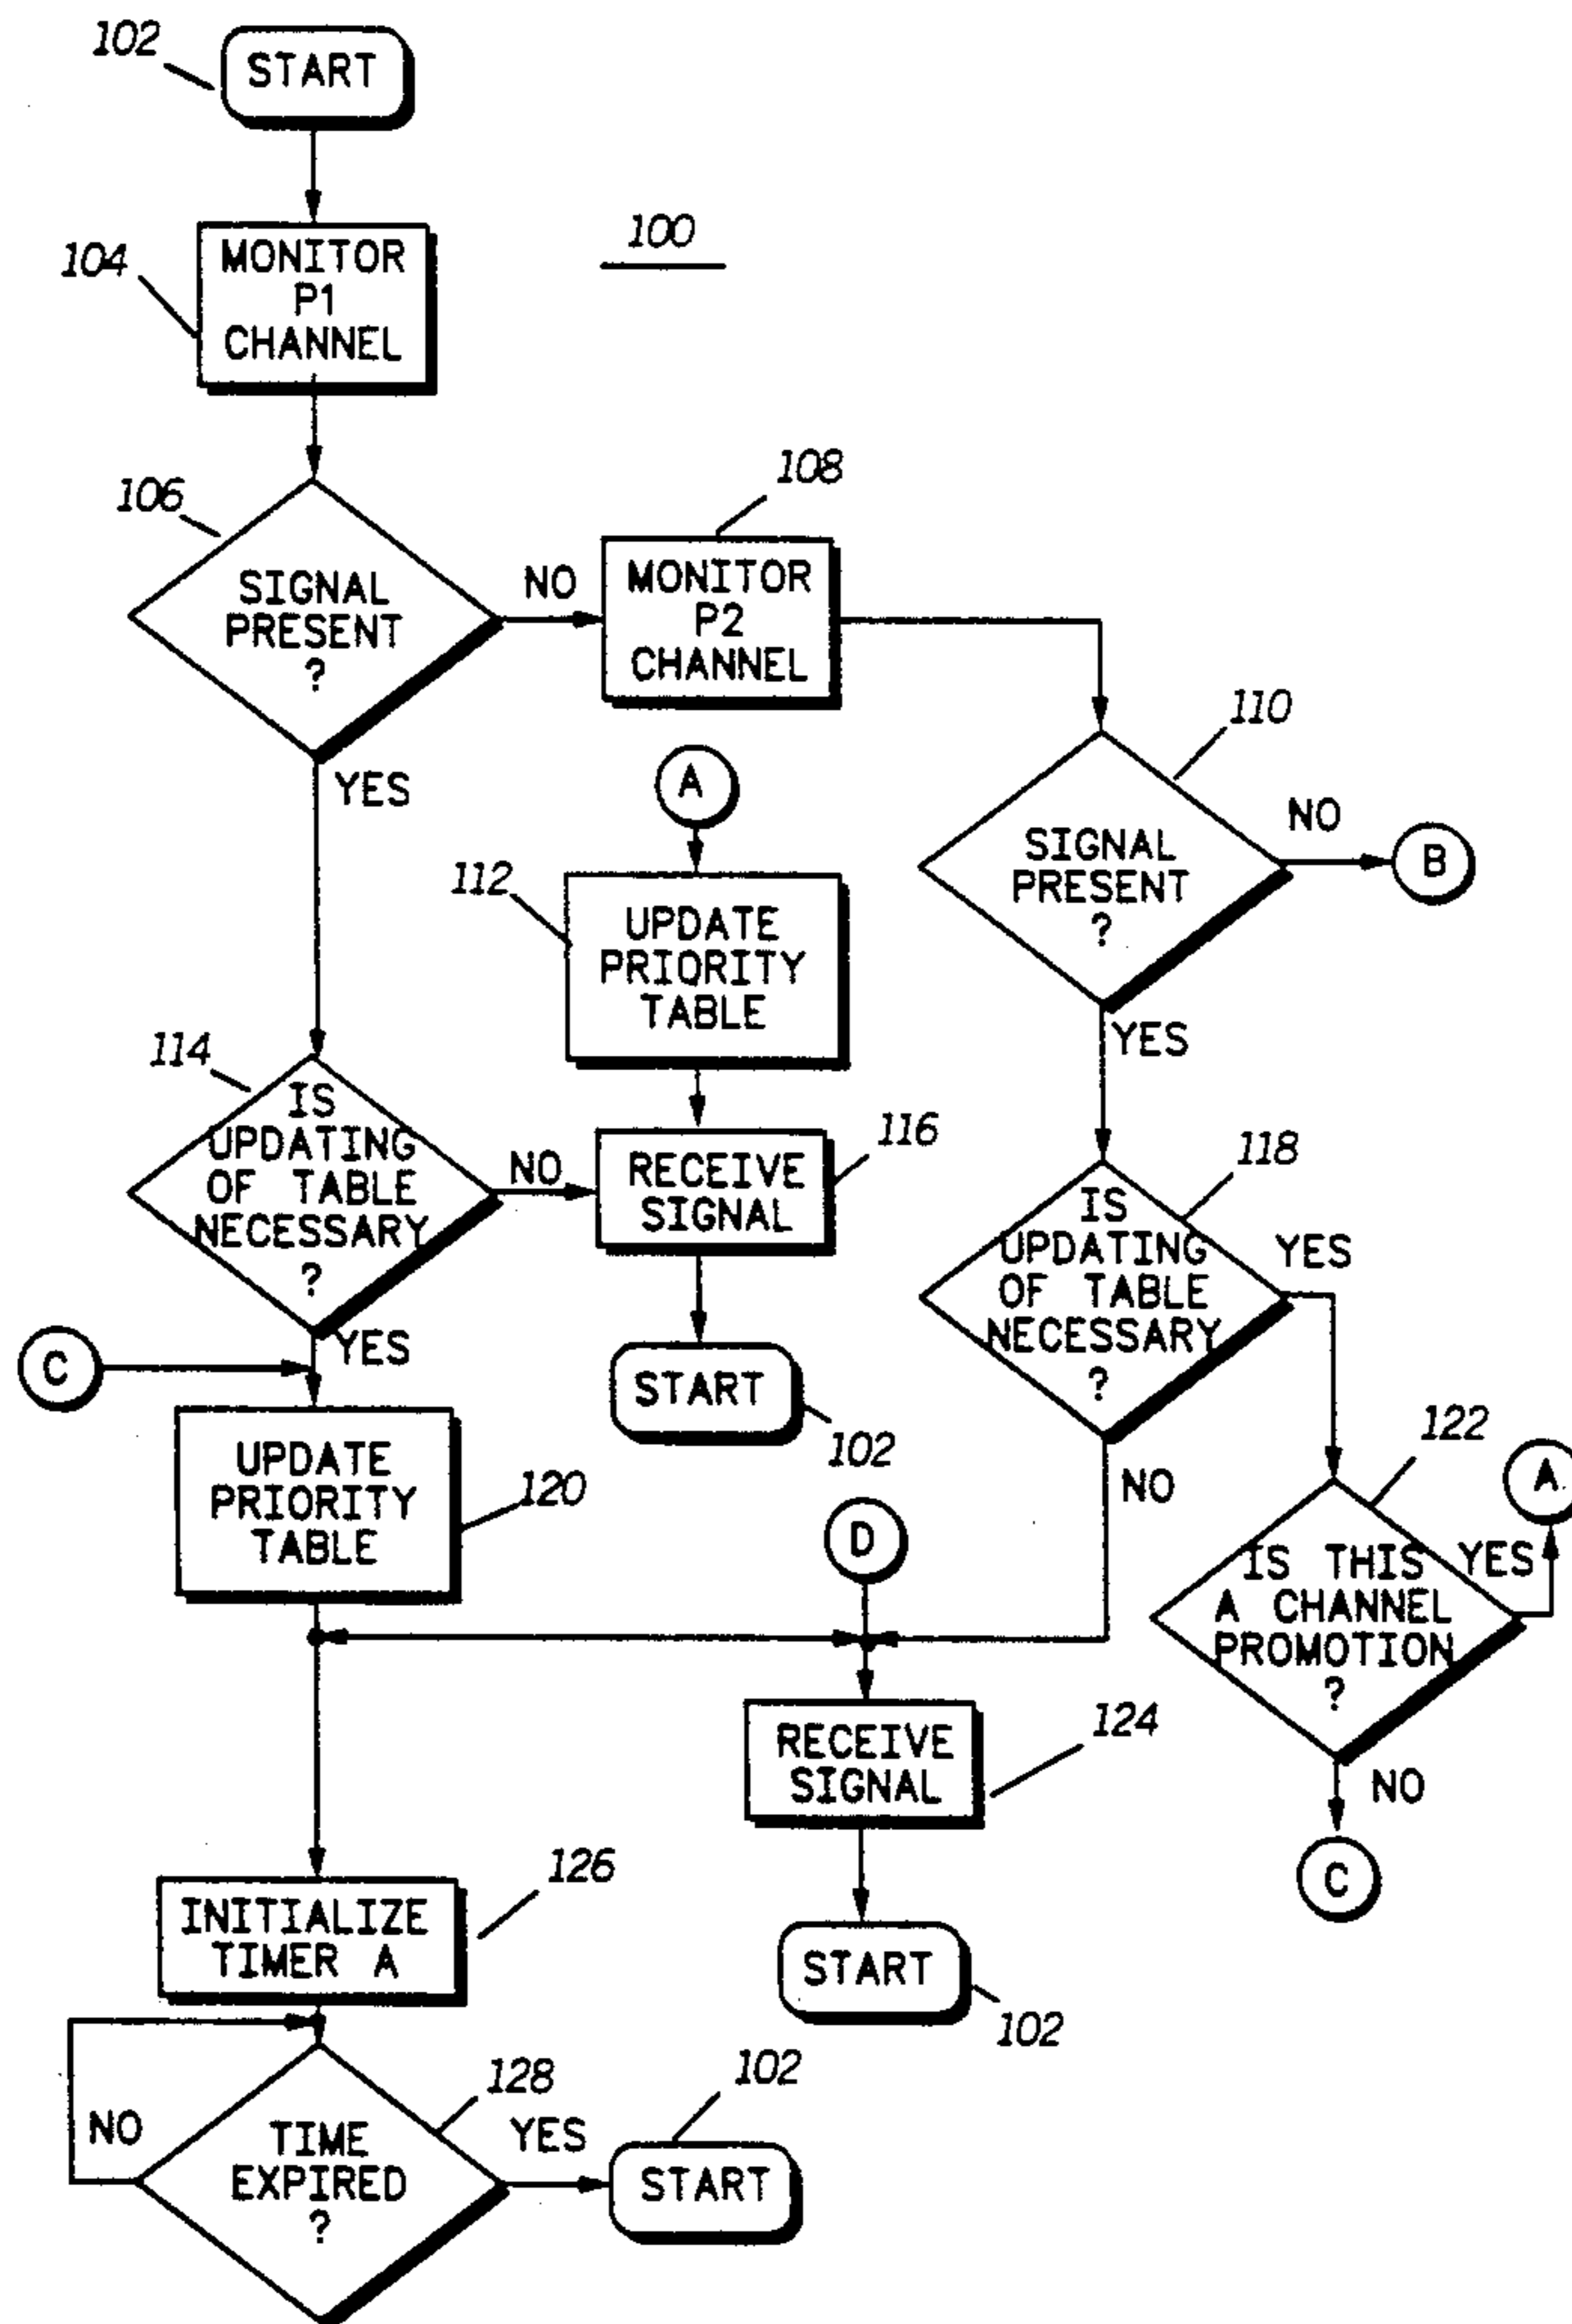 102
START
100
104
MONITOR
P1
CHANNEL
106
SIGNAL
PRESENT
?
NO
108
MONITOR
P2
CHANNEL
YES
110
SIGNAL
PRESENT
?
NO
B
A
112
UPDATE
PRIORITY
TABLE
YES
114
IS
UPDATING
OF TABLE
NECESSARY
?
NO
116
RECEIVE
SIGNAL
118
IS
UPDATING
OF TABLE
NECESSARY
?
YES
YES
C
START
102
UPDATE
PRIORITY
TABLE
120
D
NO
122
A
IS THIS
A CHANNEL
PROMOTION
?
YES
RECEIVE
SIGNAL
124
NO
C
126
INITIALIZE
TIMER A
START
102
128
TIME
EXPIRED
?
NO
YES
102
START